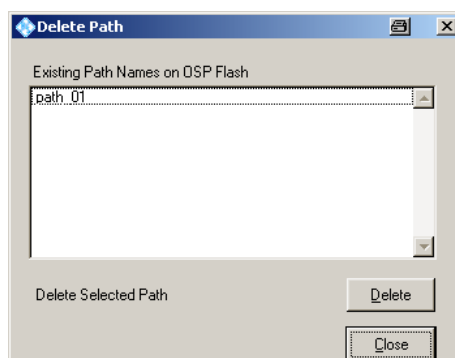 Delete Path
Existing Path Names on OSP Flash
path_01
Delete Selected Path
Delete
Close